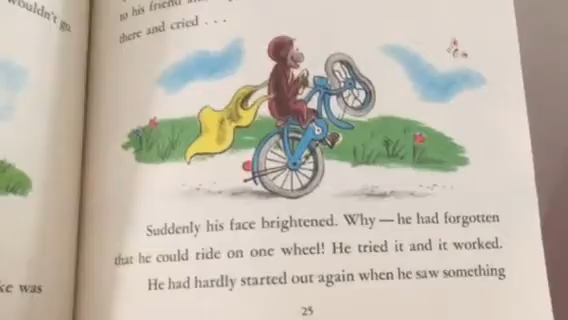 wouldn't go.
to his friend
there and cried . . .
Suddenly his face brightened. Why — he had forgotten
that he could ride on one wheel! He tried it and it worked.
He had hardly started out again when he saw something
ke was
25